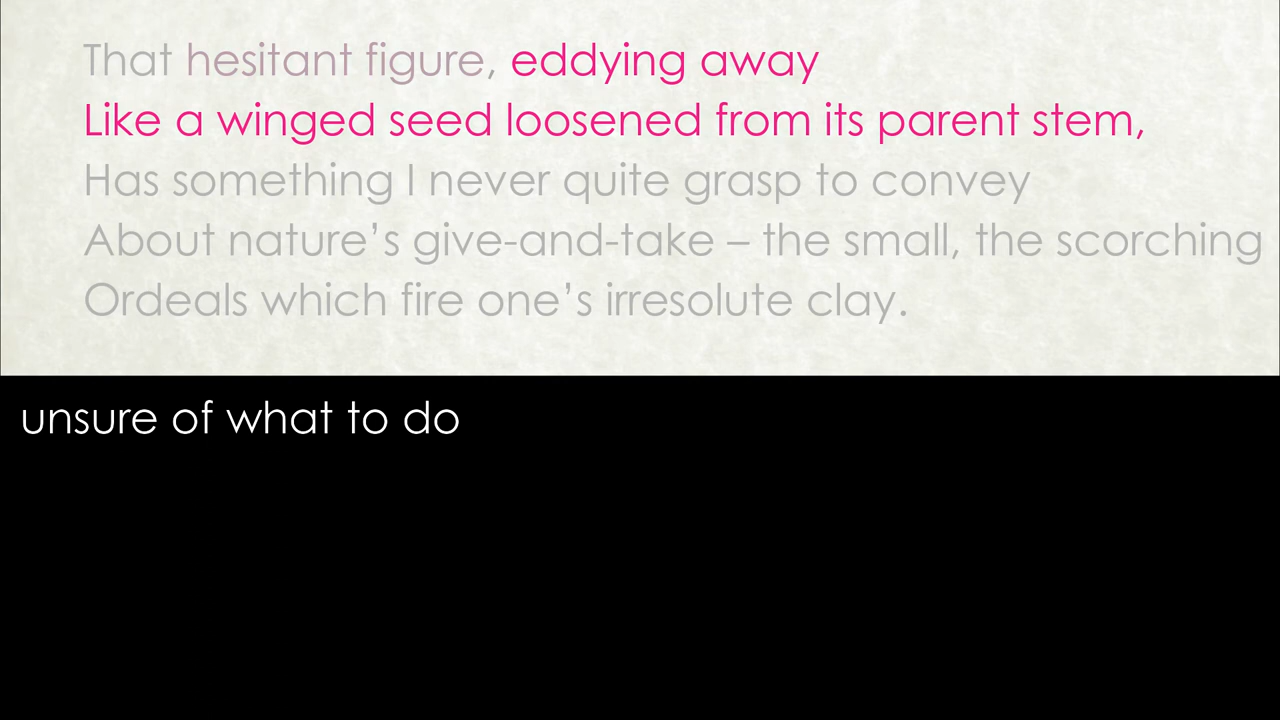 That hesitant figure, eddying away
Like a winged seed loosened from its parent stem,
Has something I never quite grasp to convey
About nature’s give-and-take – the small, the scorching
Ordeals which fire one’s irresolute clay.
unsure of what to do